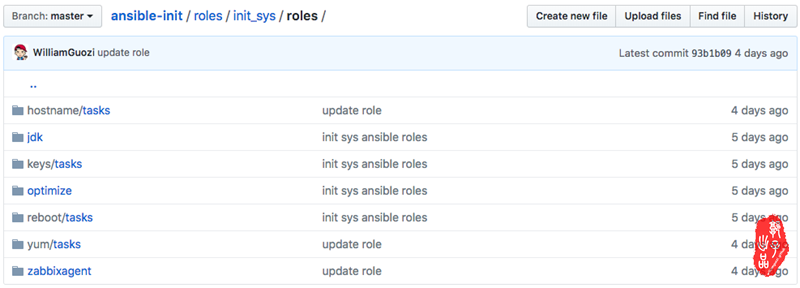 Branch: master ansible-init / roles / init_sys / roles / Create new file Upload files Find file History
WilliamGuozi update role Latest commit 93b1b09 4 days ago
..
hostname/tasks update role 4 days ago
jdk init sys ansible roles 5 days ago
keys/tasks init sys ansible roles 5 days ago
optimize init sys ansible roles 5 days ago
reboot/tasks init sys ansible roles 5 days ago
yum/tasks update role 4 days ago
zabbixagent update role 4 days ago